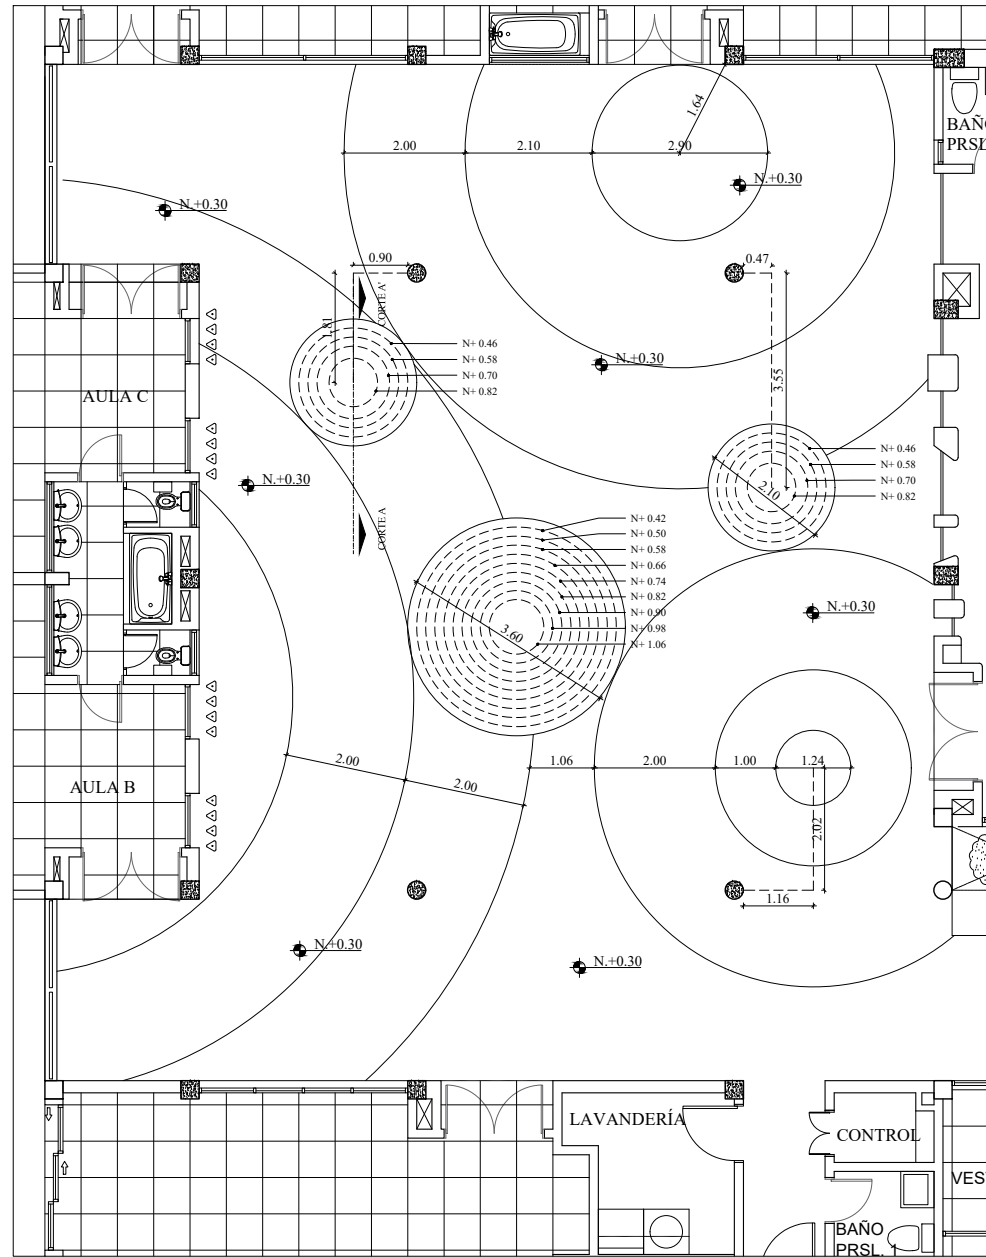 1.64
BAÑ
PRSL
2.00
2.10
2.90
N.+0.30
N.+0.30
0.90
0.47
CORTE A'
1.81
N+ 0.46
N+ 0.58
N+ 0.70
N+ 0.82
N.+0.30
3.55
AULA C
N+ 0.46
N+ 0.58
N+ 0.70
N+ 0.82
2.10
N.+0.30
CORTE A
N+ 0.42
N+ 0.50
N+ 0.58
N+ 0.66
N+ 0.74
N+ 0.82
N+ 0.90
N+ 0.98
N+ 1.06
3.60
N.+0.30
2.00
2.00
1.06
2.00
1.00
1.24
AULA B
2.02
1.16
N.+0.30
N.+0.30
LAVANDERÍA
CONTROL
VES
BAÑO
PRSL. 1